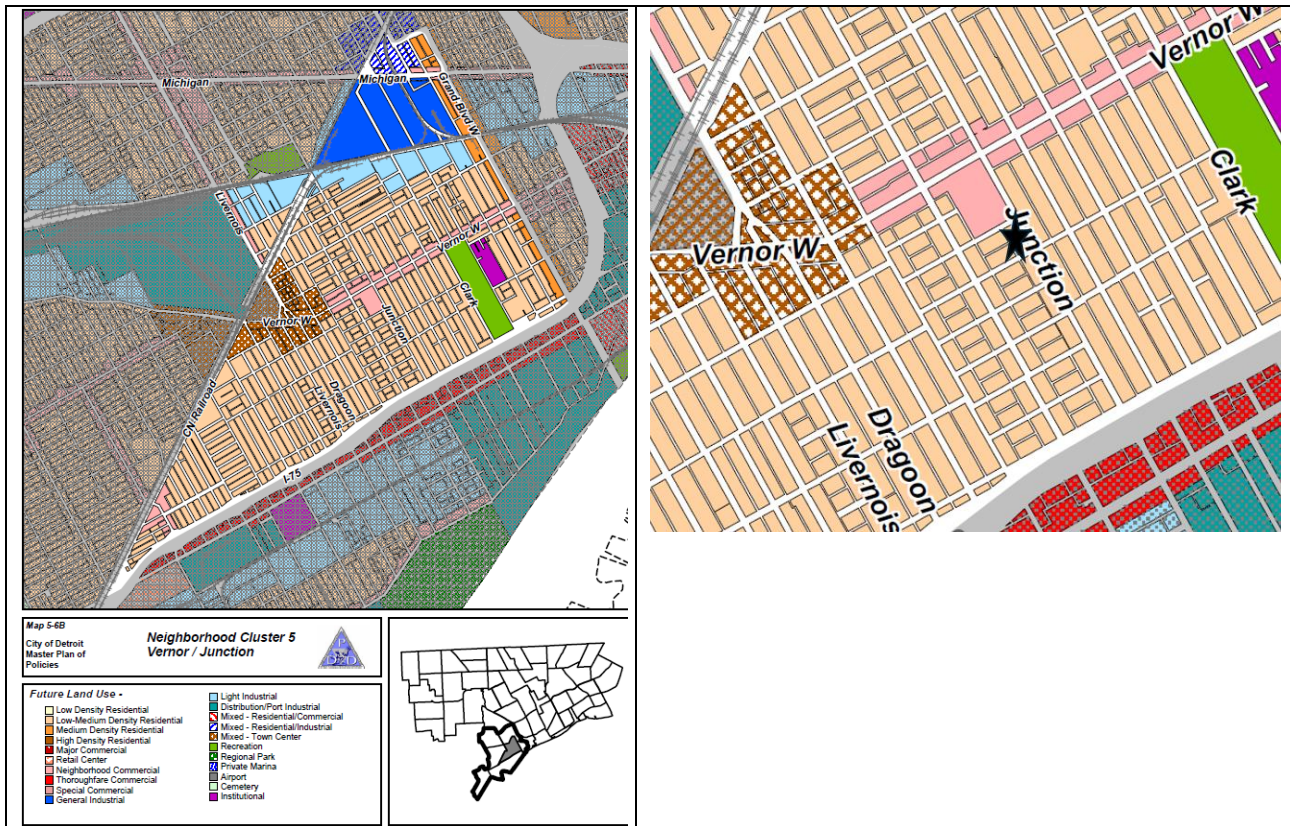 Michigan
Michigan
Grand Blvd W
Livernois
Vernor W
Clark
Junction
Vernor W
Dragoon
Livernois
CN Railroad
I-75
Vernor W
Clark
Junction
Vernor W
Dragoon
Livernois
Map 5-6B
City of Detroit
Master Plan of
Policies
Neighborhood Cluster 5
Vernor / Junction
P
D&D
Future Land Use -
Low Density Residential
Low-Medium Density Residential
Medium Density Residential
High Density Residential
Major Commercial
Retail Center
Neighborhood Commercial
Thoroughfare Commercial
Special Commercial
General Industrial
Light Industrial
Distribution/Port Industrial
Mixed - Residential/Commercial
Mixed - Residential/Industrial
Mixed - Town Center
Recreation
Regional Park
Private Marina
Airport
Cemetery
Institutional